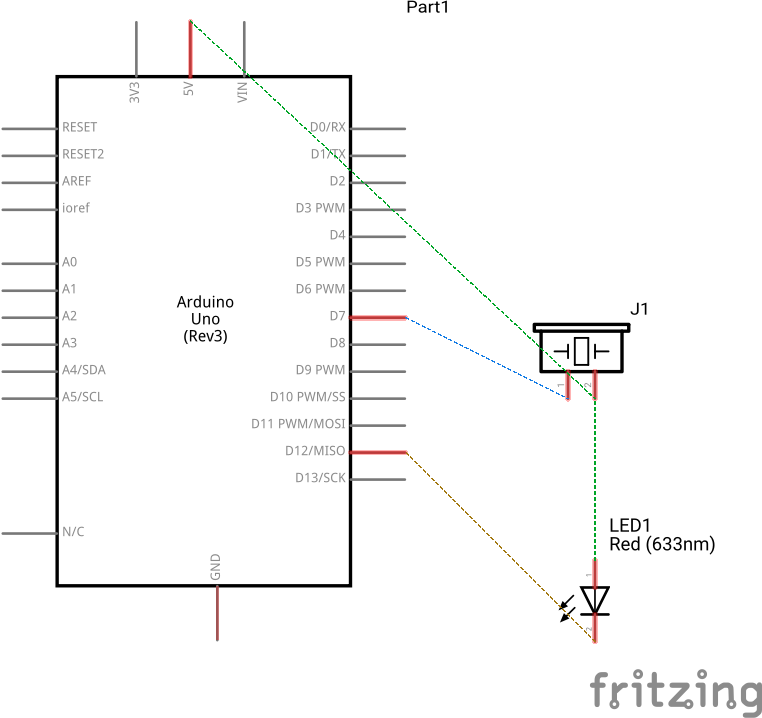 Part1
3V3
5V
VIN
RESET
RESET2
AREF
ioref
A0
A1
A2
A3
A4/SDA
A5/SCL
N/C
Arduino
Uno
(Rev3)
D0/RX
D1/TX
D2
D3 PWM
D4
D5 PWM
D6 PWM
D7
D8
D9 PWM
D10 PWM/SS
D11 PWM/MOSI
D12/MISO
D13/SCK
GND
J1
1
2
LED1
Red (633nm)
1
2
fritzing